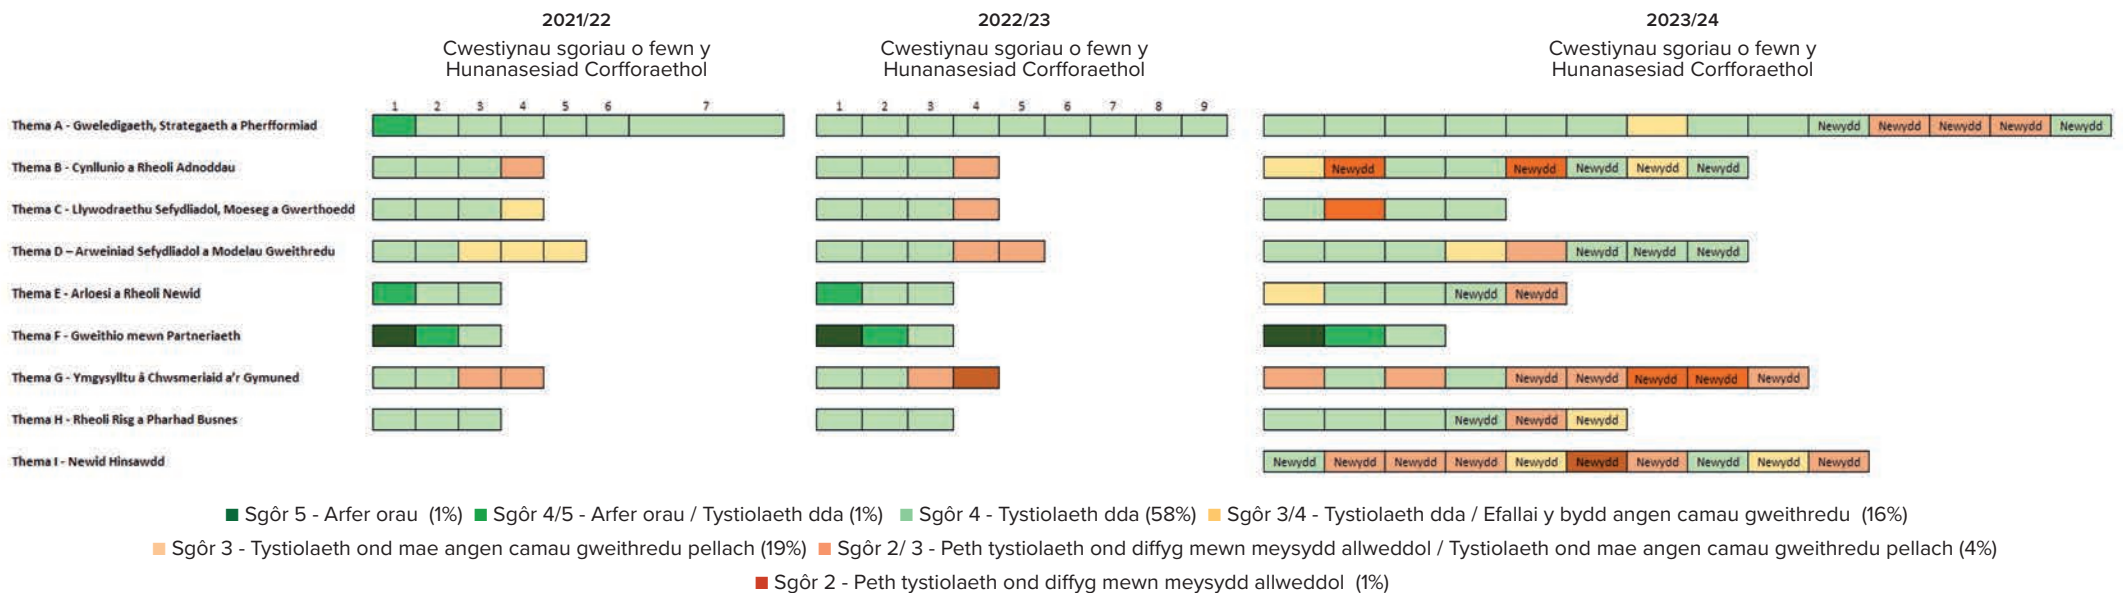 2021/22
Cwestiynau sgoriau o fewn y
Hunanasesiad Corfforaethol
2022/23
Cwestiynau sgoriau o fewn y
Hunanasesiad Corfforaethol
2023/24
Cwestiynau sgoriau o fewn y
Hunanasesiad Corfforaethol
1 2 3 4 5 6 7
1 2 3 4 5 6 7 8 9
Thema A - Gweledigaeth, Strategaeth a Pherfformiad
Newydd Newydd Newydd Newydd Newydd
Thema B - Cynllunio a Rheoli Adnoddau
Newydd Newydd Newydd Newydd Newydd
Thema C - Llywodraethu Sefydliadol, Moeseg a Gwerthoedd
Thema D – Arweiniad Sefydliadol a Modelau Gweithredu
Newydd Newydd Newydd
Thema E - Arloesi a Rheoli Newid
Newydd Newydd
Thema F - Gweithio mewn Partneriaeth
Thema G - Ymgysylltu â Chwsmeriaid a'r Gymuned
Newydd Newydd Newydd Newydd Newydd
Thema H - Rheoli Risg a Pharhad Busnes
Newydd Newydd Newydd
Thema I - Newid Hinsawdd
Newydd Newydd Newydd Newydd Newydd Newydd Newydd Newydd Newydd Newydd
Sgôr 5 - Arfer orau (1%) Sgôr 4/5 - Arfer orau / Tystiolaeth dda (1%) Sgôr 4 - Tystiolaeth dda (58%) Sgôr 3/4 - Tystiolaeth dda / Efallai y bydd angen camau gweithredu (16%)
Sgôr 3 - Tystiolaeth ond mae angen camau gweithredu pellach (19%) Sgôr 2/ 3 - Peth tystiolaeth ond diffyg mewn meysydd allweddol / Tystiolaeth ond mae angen camau gweithredu pellach (4%)
Sgôr 2 - Peth tystiolaeth ond diffyg mewn meysydd allweddol (1%)